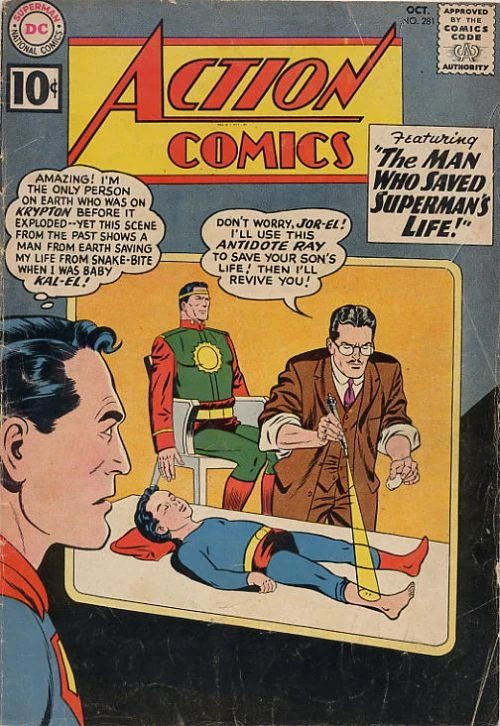 SUPERMAN
DC
NATIONAL COMICS
OCT.
NO. 281
APPROVED
BY THE
COMICS
CODE
CA
AUTHORITY
10¢
ACTION
COMICS
Featuring
"THE MAN
WHO SAVED
SUPERMAN'S
LIFE!"
AMAZING! I'M
THE ONLY PERSON
ON EARTH WHO WAS ON
KRYPTON BEFORE IT
EXPLODED--YET THIS SCENE
FROM THE PAST SHOWS A
MAN FROM EARTH SAVING
MY LIFE FROM SNAKE-BITE
WHEN I WAS BABY
KAL-EL!
DON'T WORRY, JOR-EL!
I'LL USE THIS
ANTIDOTE RAY
TO SAVE YOUR SON'S
LIFE! THEN I'LL
REVIVE YOU!